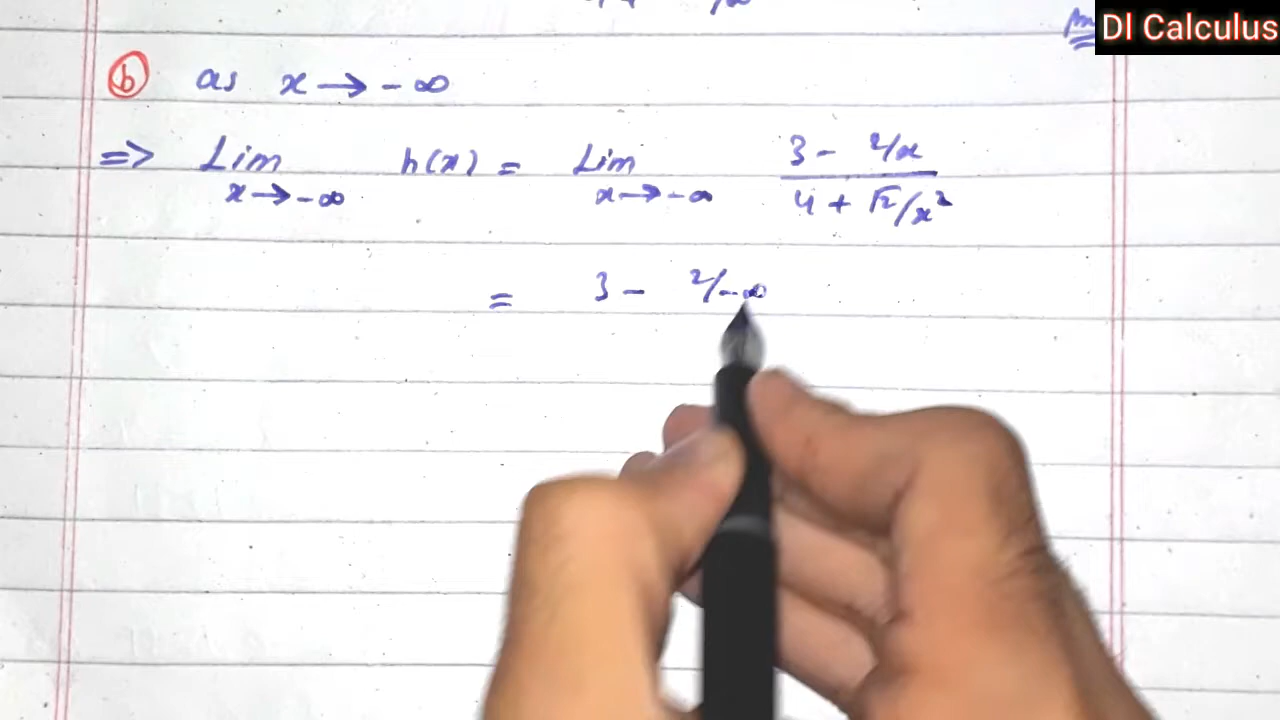 DI Calculus
(b) as x → - ∞
=> Lim x→-∞ h(x) = Lim x→-∞ (3 - 2/x) / (4 + √2/x²)
= 3 - 2/-∞